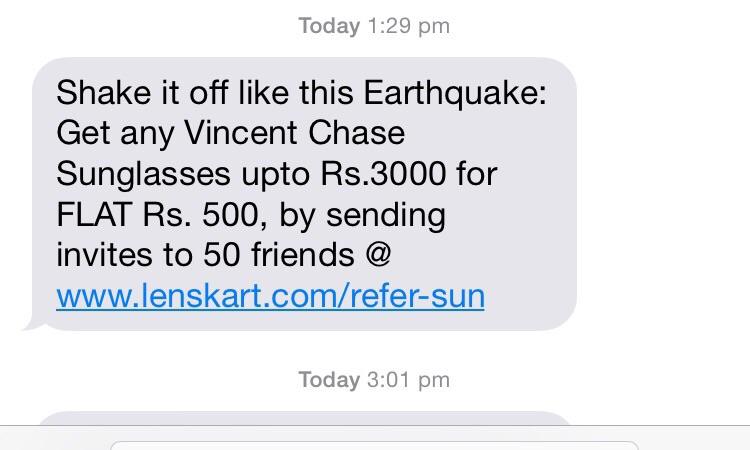 Today 1:29 pm
Shake it off like this Earthquake:
Get any Vincent Chase
Sunglasses upto Rs.3000 for
FLAT Rs. 500, by sending
invites to 50 friends @
www.lenskart.com/refer-sun
Today 3:01 pm